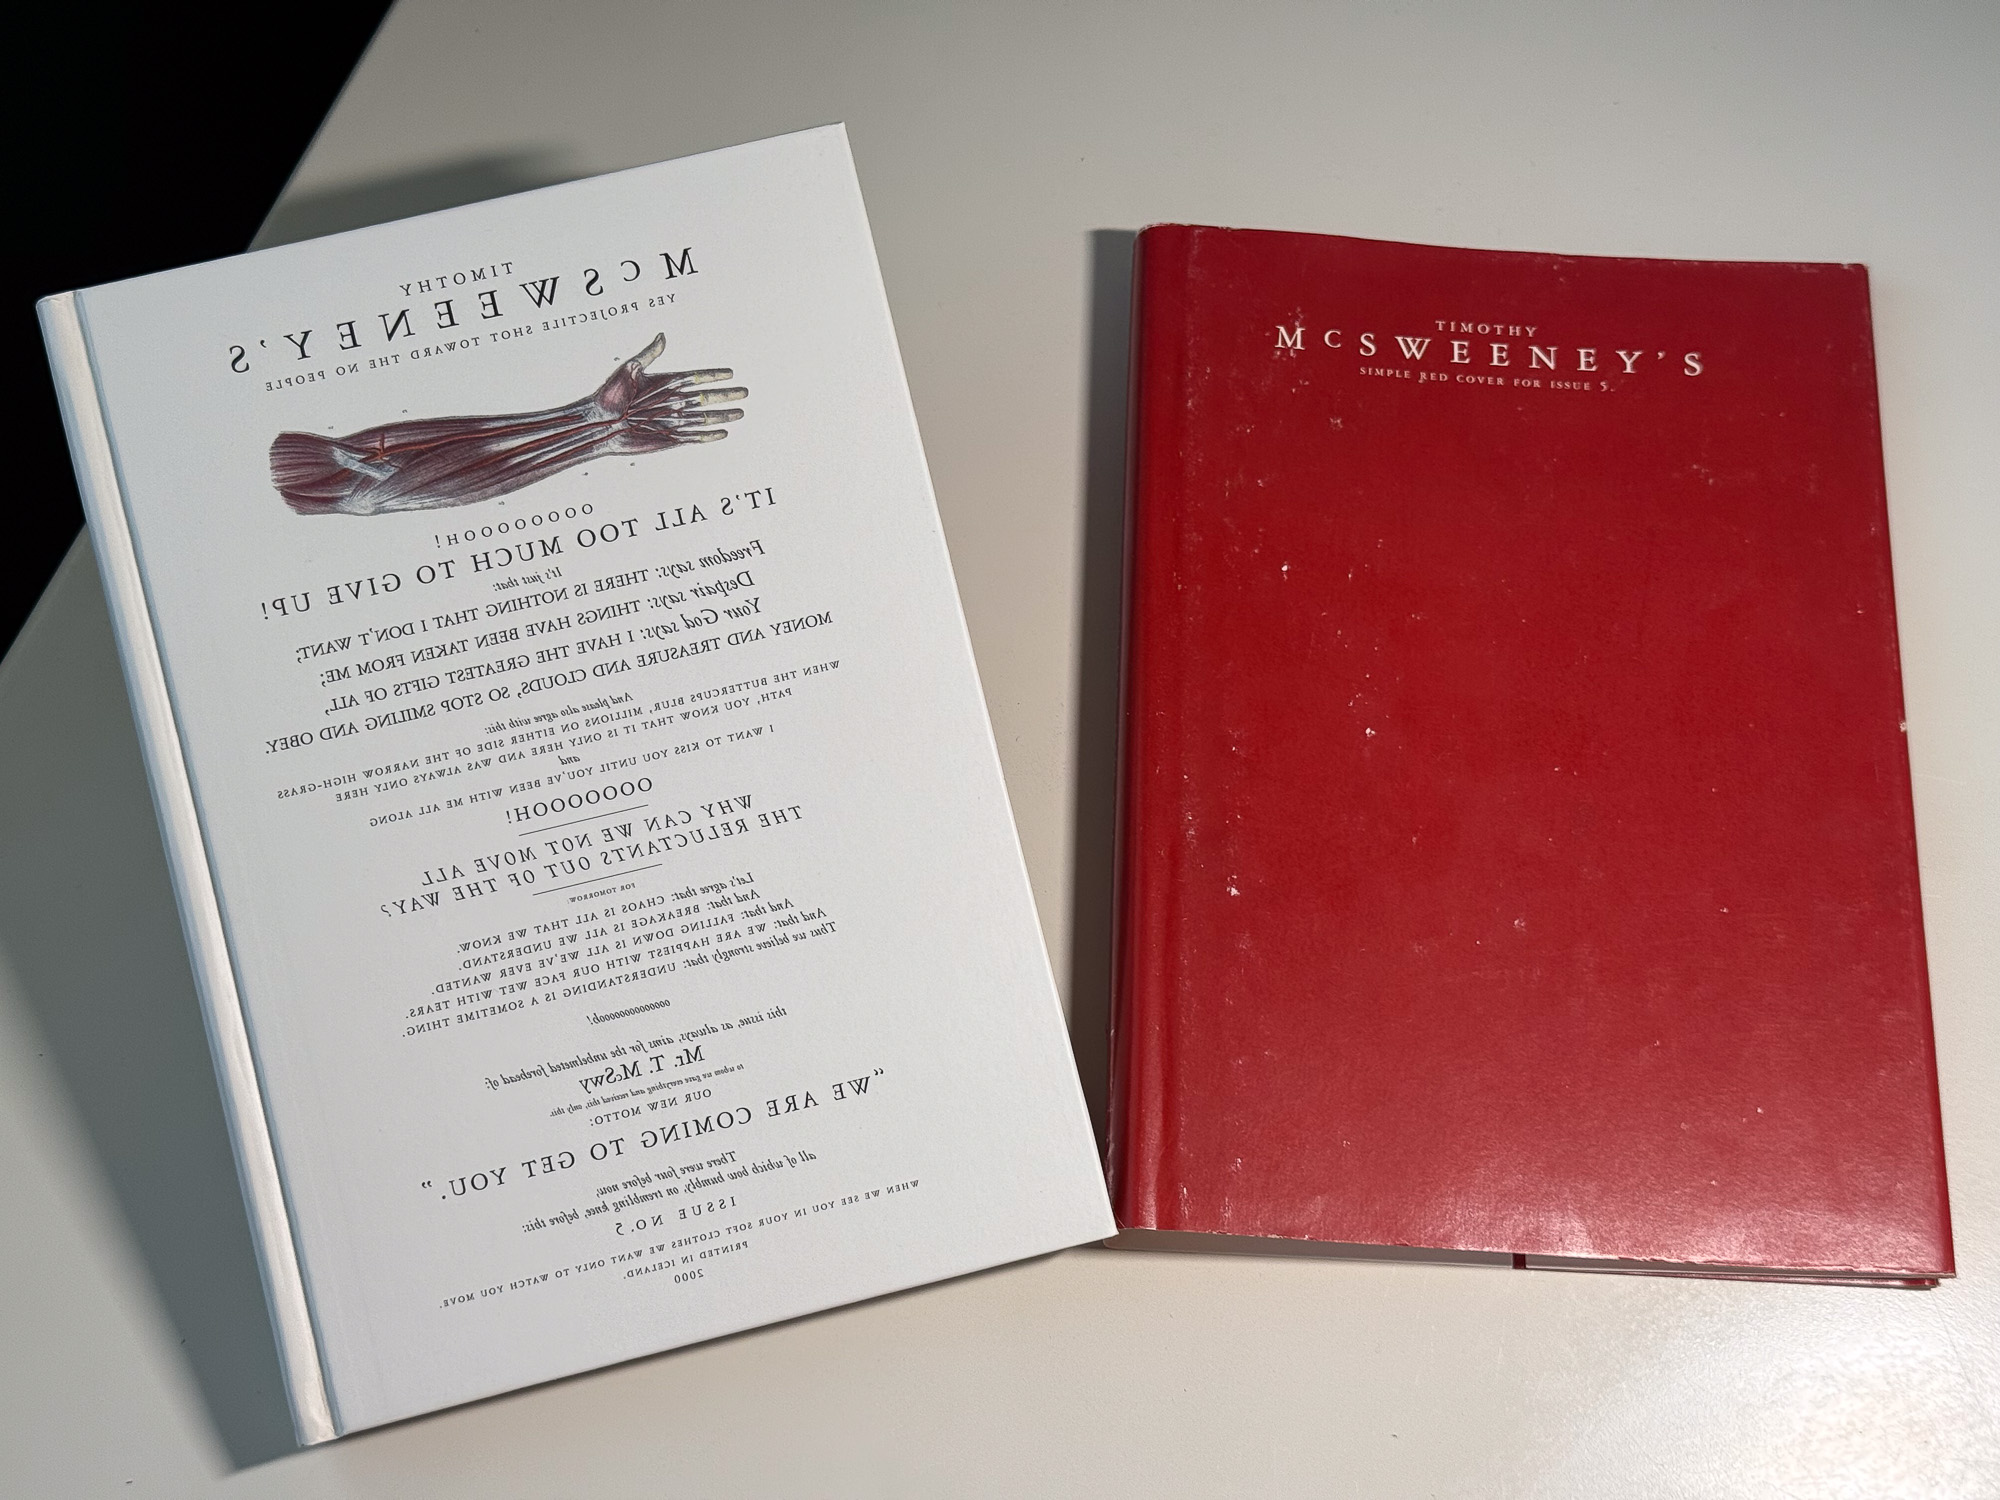 TIMOTHY
MCSWEENEY'S
YES PROJECTILE SHOT TOWARD THE NO PEOPLE
OOOOOOOOH!
IT'S ALL TOO MUCH TO GIVE UP!
It's just that:
Freedom says: THERE IS NOTHING THAT I DON'T WANT;
Despair says: THINGS HAVE BEEN TAKEN FROM ME;
Your God says: I HAVE THE GREATEST GIFTS OF ALL,
MONEY AND TREASURE AND CLOUDS, SO STOP SMILING AND OBEY.
And please also agree with this:
WHEN THE BUTTERCUPS BLUR, MILLIONS ON EITHER SIDE OF THE NARROW HIGH-GRASS
PATH, YOU KNOW THAT IT IS ONLY HERE AND WAS ALWAYS ONLY HERE
and
I WANT TO KISS YOU UNTIL YOU'VE BEEN WITH ME ALL ALONG
OOOOOOOH!
WHY CAN WE NOT MOVE ALL
THE RELUCTANTS OUT OF THE WAY?
FOR TOMORROW:
Let's agree that: CHAOS IS ALL THAT WE KNOW.
And that: BREAKAGE IS ALL WE UNDERSTAND.
And that: FALLING DOWN IS ALL WE'VE EVER WANTED.
And that: WE ARE HAPPIEST WITH OUR FACE WET WITH TEARS.
Thus we believe strongly that: UNDERSTANDING IS A SOMETIME THING.
this issue, as always, aims for the unhelmeted forehead of:
Mr. T. McSwy
to whom we gave everything and received this, only this.
OUR NEW MOTTO:
"WE ARE COMING TO GET YOU."
There were four before now,
all of which bow humbly, on trembling knee, before this:
ISSUE NO. 5
WHEN WE SEE YOU IN YOUR SOFT CLOTHES WE WANT ONLY TO WATCH YOU MOVE.
PRINTED IN ICELAND.
2000
TIMOTHY
MCSWEENEY'S
SIMPLE RED COVER FOR ISSUE 5.